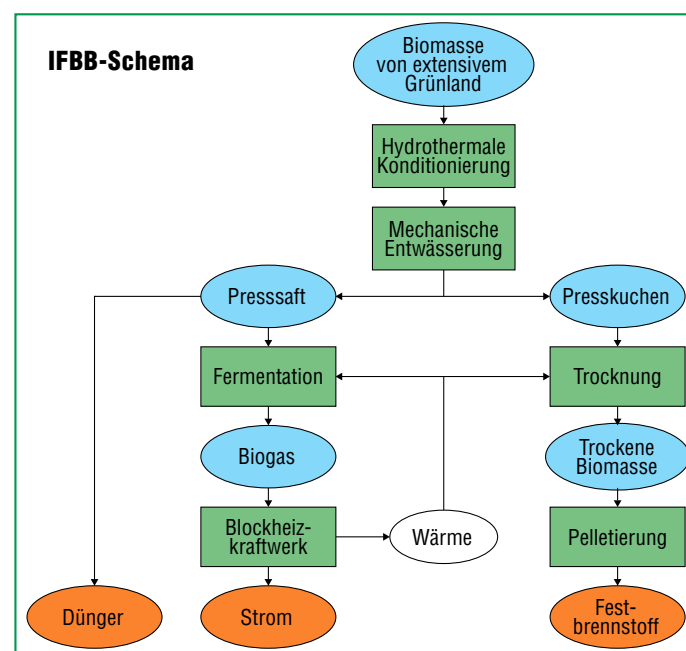 IFBB-Schema
Biomasse
von extensivem
Grünland
Hydrothermale
Konditionierung
Mechanische
Entwässerung
Presssaft
Presskuchen
Fermentation
Trocknung
Biogas
Trockene
Biomasse
Blockheiz-
kraftwerk
Wärme
Pelletierung
Dünger
Strom
Fest-
brennstoff